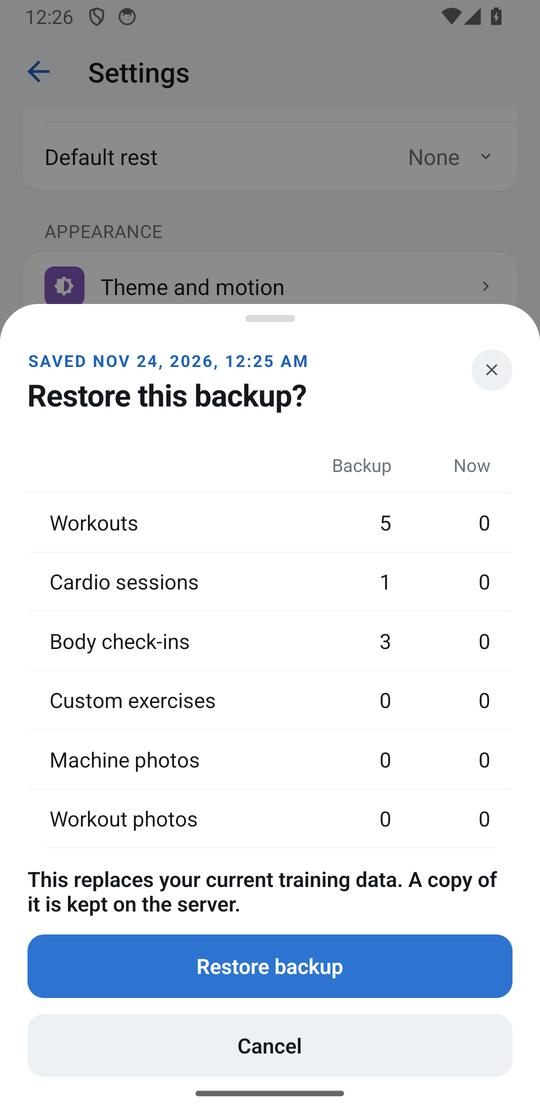 12:26
Settings
Default rest None
APPEARANCE
Theme and motion
SAVED NOV 24, 2026, 12:25 AM
Restore this backup?
Backup Now
Workouts 5 0
Cardio sessions 1 0
Body check-ins 3 0
Custom exercises 0 0
Machine photos 0 0
Workout photos 0 0
This replaces your current training data. A copy of
it is kept on the server.
Restore backup
Cancel